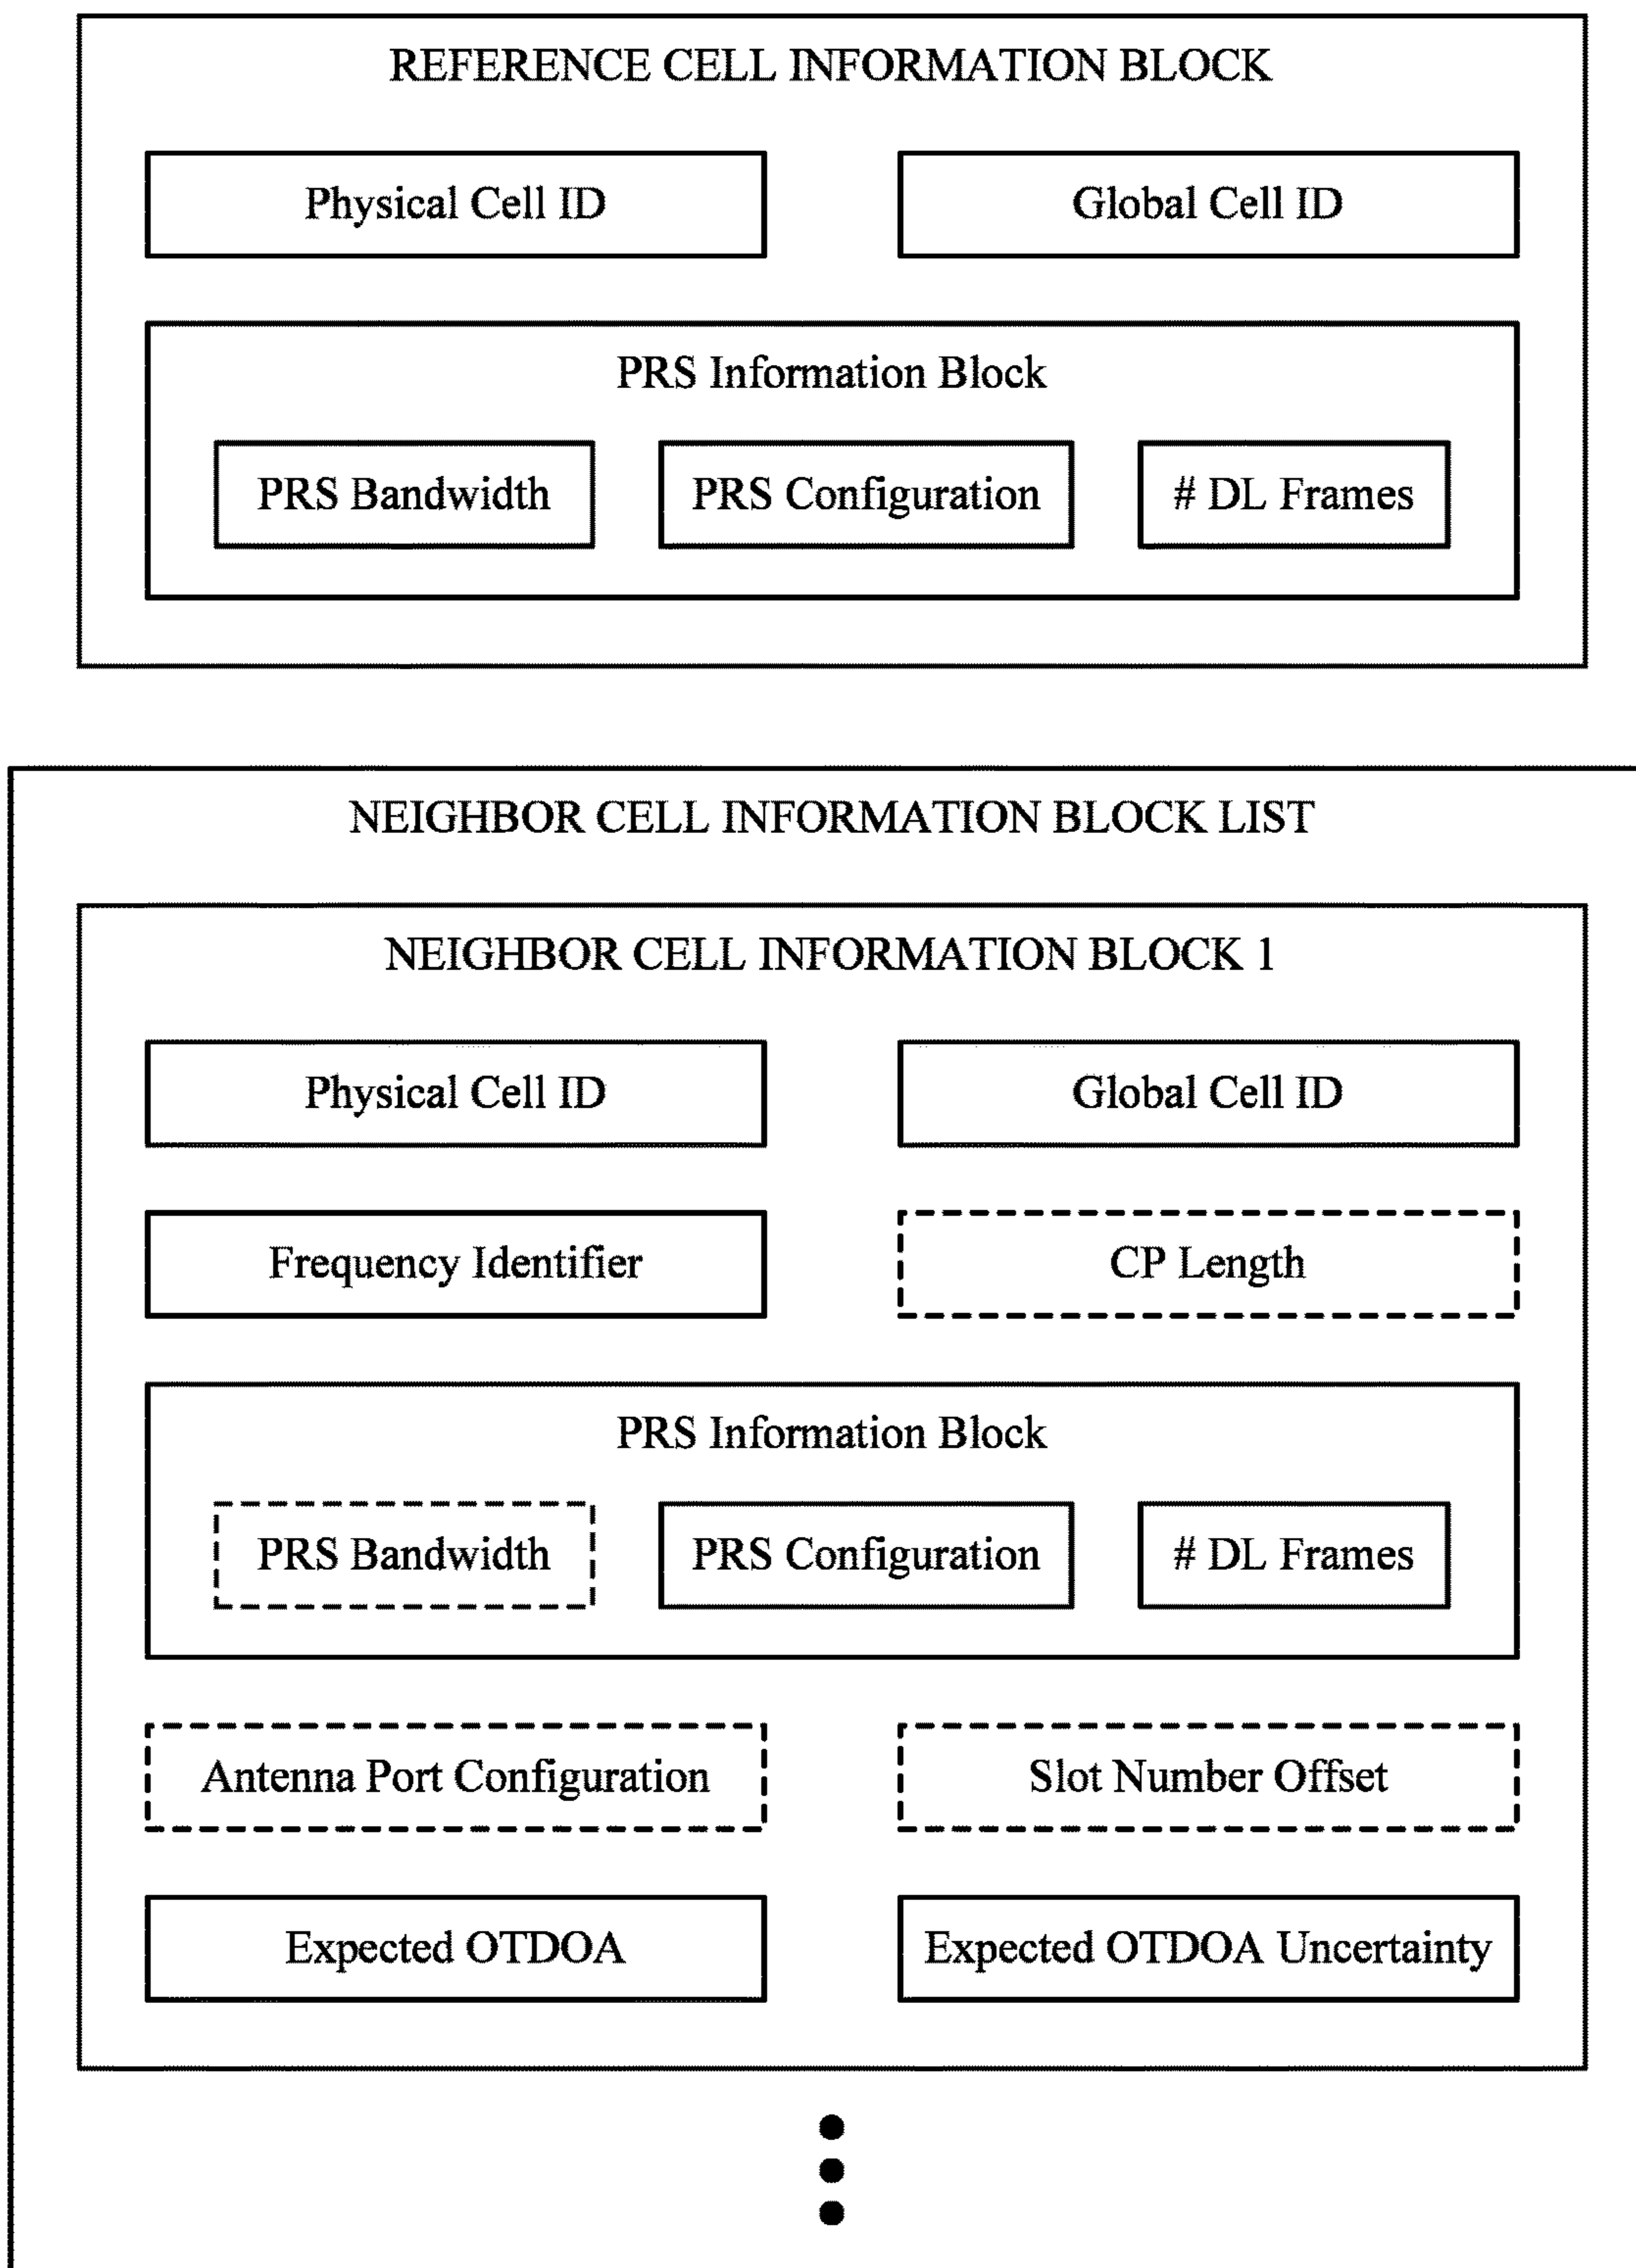 REFERENCE CELL INFORMATION BLOCK
Physical Cell ID
Global Cell ID
PRS Information Block
PRS Bandwidth
PRS Configuration
# DL Frames
NEIGHBOR CELL INFORMATION BLOCK LIST
NEIGHBOR CELL INFORMATION BLOCK 1
Physical Cell ID
Global Cell ID
Frequency Identifier
CP Length
PRS Information Block
PRS Bandwidth
PRS Configuration
# DL Frames
Antenna Port Configuration
Slot Number Offset
Expected OTDOA
Expected OTDOA Uncertainty